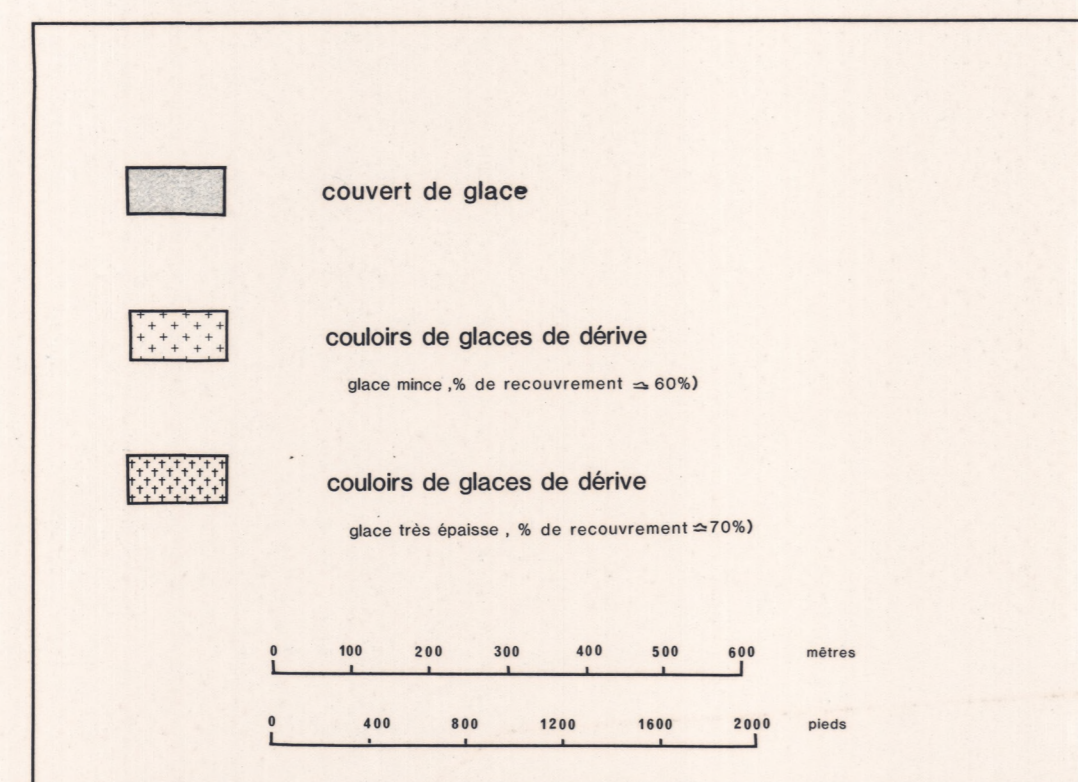 couvert de glace
couloirs de glaces de dérive
glace mince ,% de recouvrement ≏ 60%)
couloirs de glaces de dérive
glace très épaisse , % de recouvrement ≏70%)
0 100 200 300 400 500 600 mêtres
0 400 800 1200 1600 2000 pieds